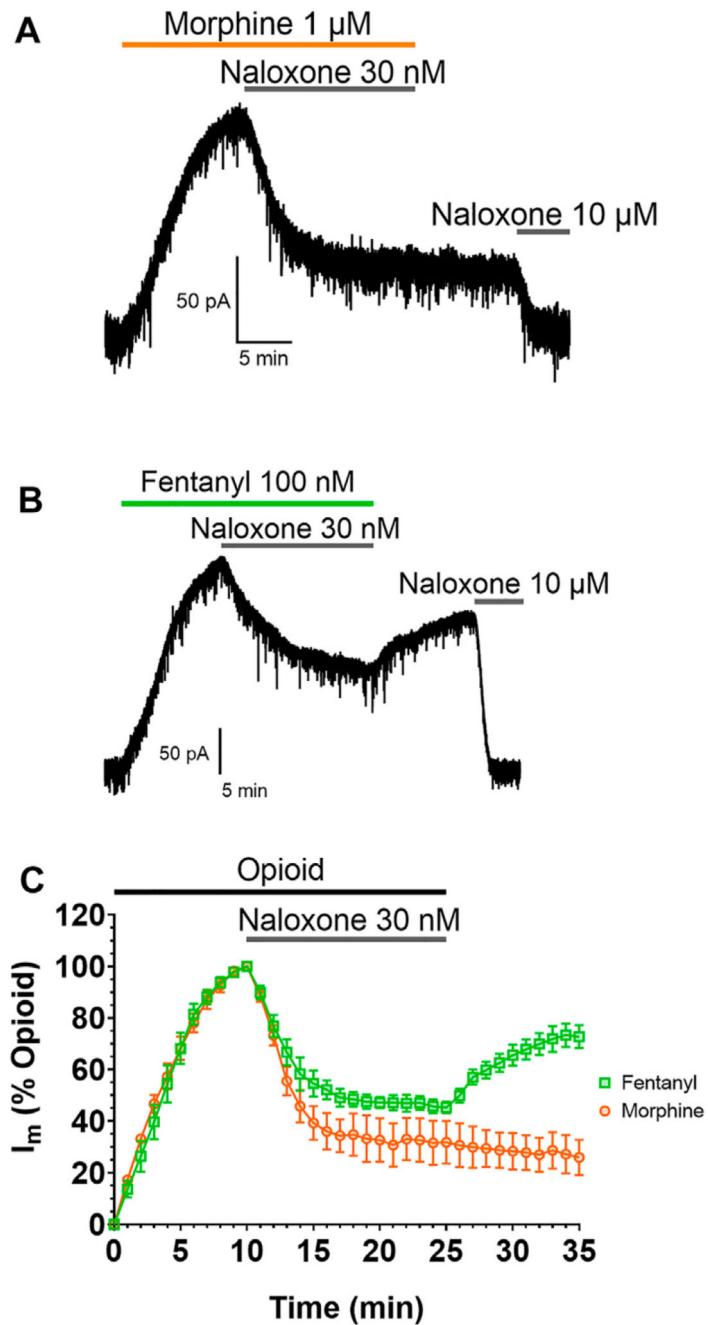 A
Morphine 1 µM
Naloxone 30 nM
Naloxone 10 µM
50 pA
5 min
B
Fentanyl 100 nM
Naloxone 30 nM
Naloxone 10 µM
50 pA
5 min
C
Opioid
Naloxone 30 nM
120
100
80
60
40
20
0
Im (% Opioid)
Fentanyl
Morphine
0 5 10 15 20 25 30 35
Time (min)